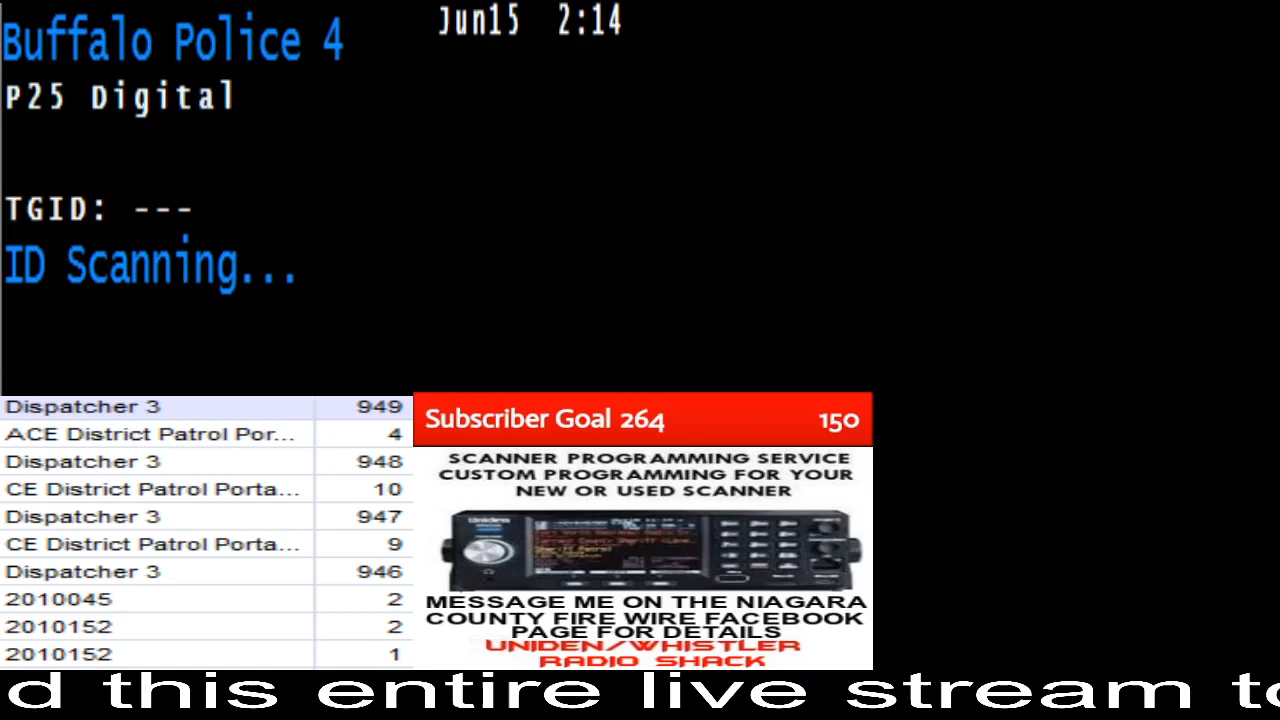 Buffalo Police 4
Jun15 2:14
P25 Digital
TGID: ---
ID Scanning...
Dispatcher 3 949
ACE District Patrol Por... 4
Dispatcher 3 948
CE District Patrol Porta... 10
Dispatcher 3 947
CE District Patrol Porta... 9
Dispatcher 3 946
2010045 2
2010152 2
2010152 1
Subscriber Goal 264 150
SCANNER PROGRAMMING SERVICE
CUSTOM PROGRAMMING FOR YOUR
NEW OR USED SCANNER
Uniden
MESSAGE ME ON THE NIAGARA
COUNTY FIRE WIRE FACEBOOK
PAGE FOR DETAILS
UNIDEN/WHISTLER
RADIO SHACK
d this entire live stream to